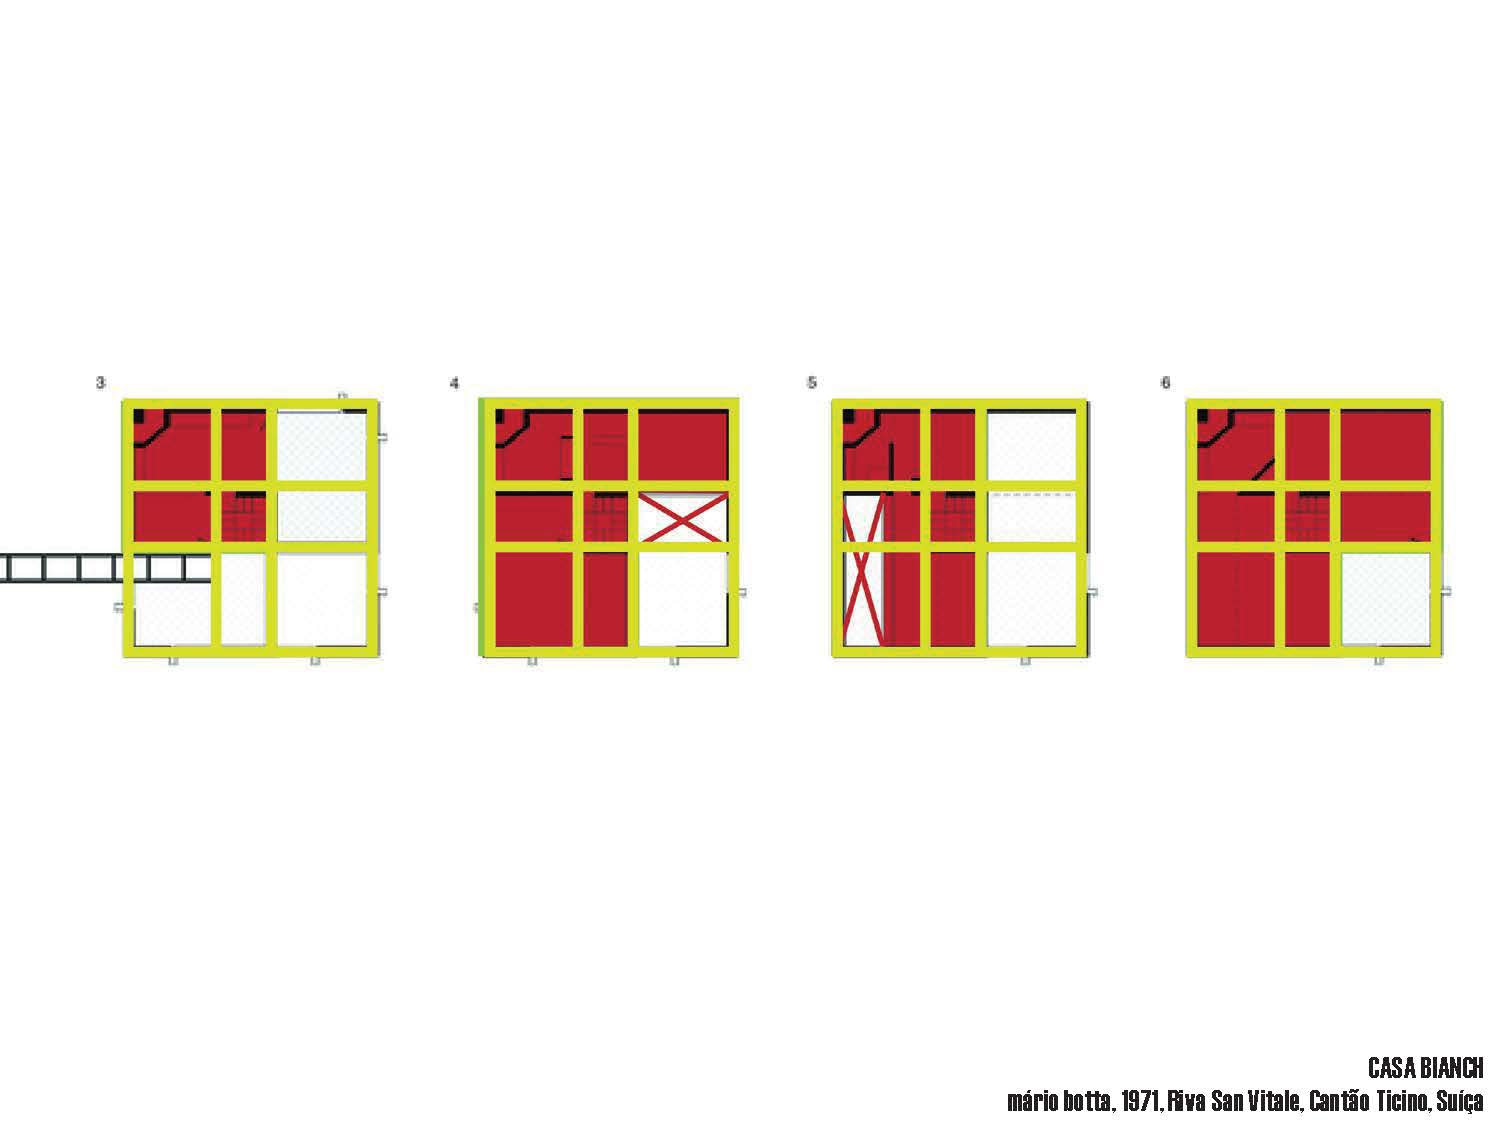 3 4 5 6
CASA BIANCH
mário botta, 1971, Riva San Vitale, Cantão Ticino, Suíça